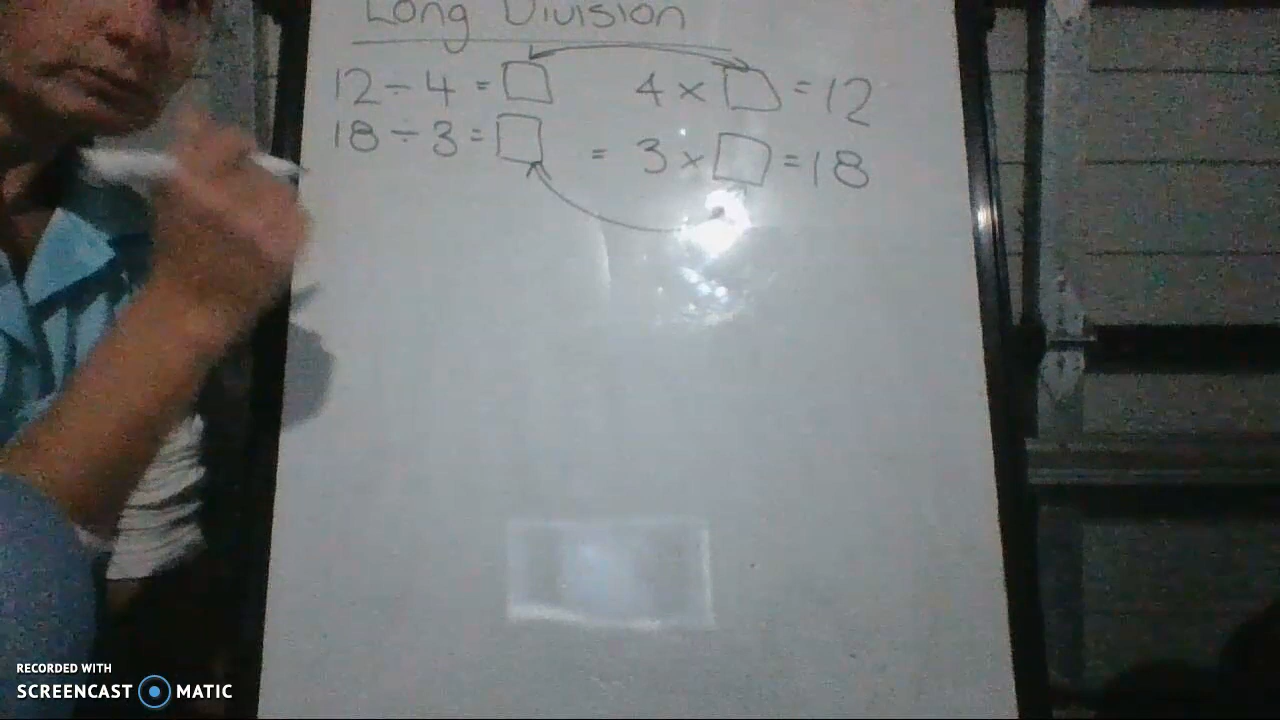 Long Division
12 ÷ 4 = □ 4 × □ = 12
18 ÷ 3 = □ = 3 × □ = 18
RECORDED WITH
SCREENCAST MATIC